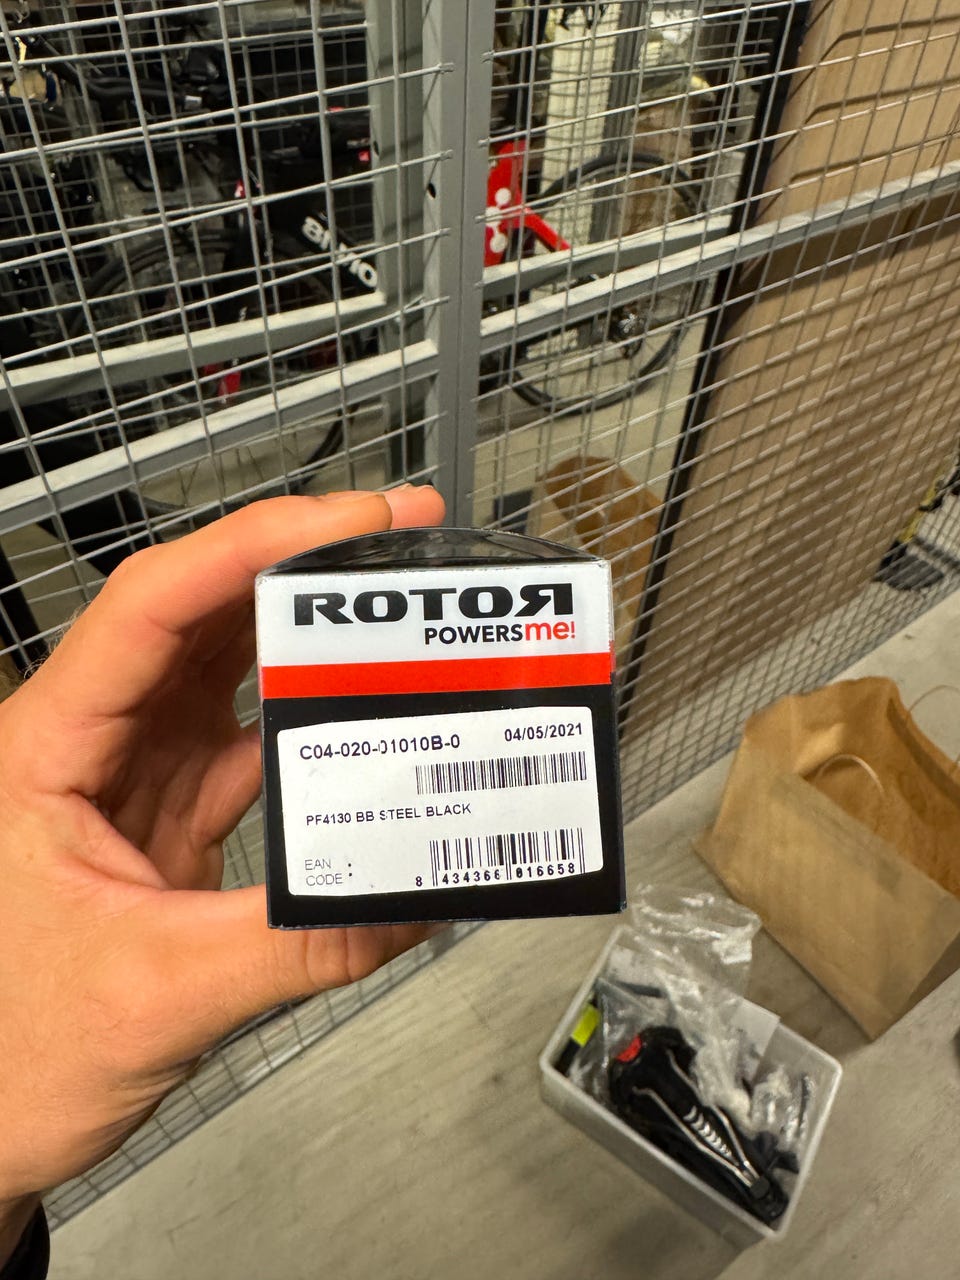 ROTOR
POWERSme!
C04-020-01010B-0
04/05/2021
PF4130 BB STEEL BLACK
EAN
CODE :
8 434366 016658